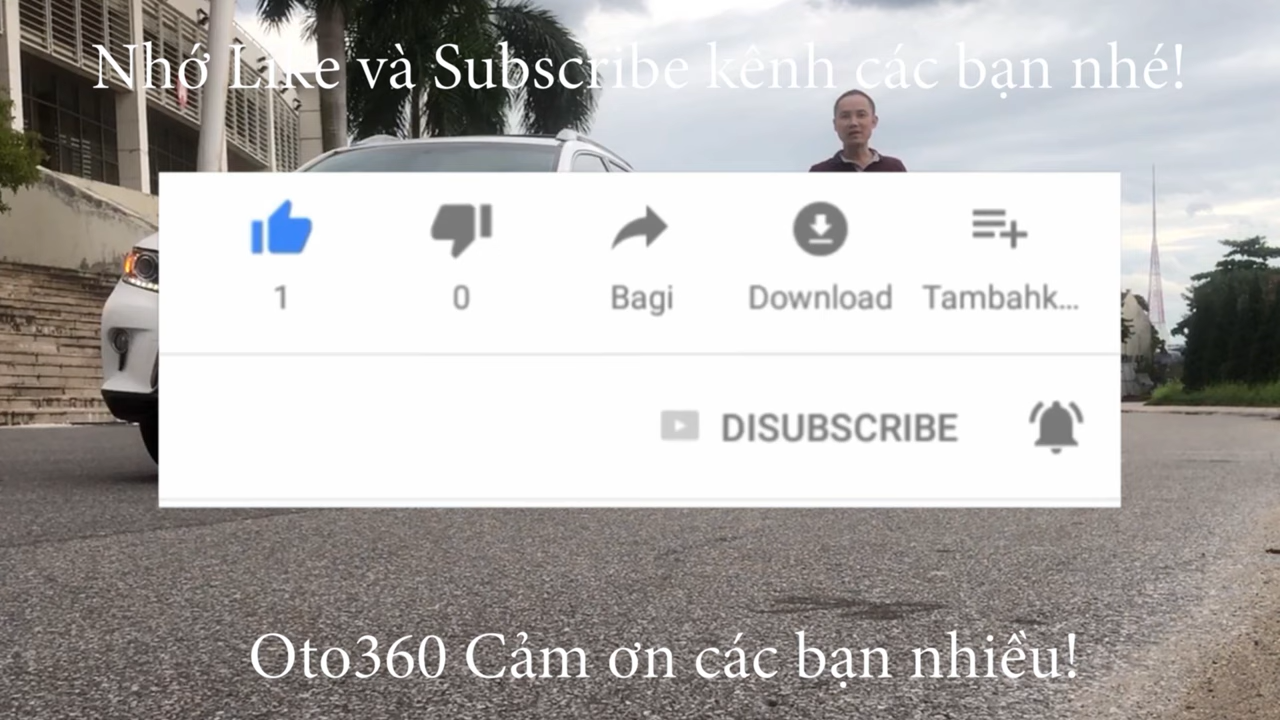 Nhớ Like và Subscribe kênh các bạn nhé!
1 0 Bagi Download Tambahk...
DISUBSCRIBE
Oto360 Cảm ơn các bạn nhiều!